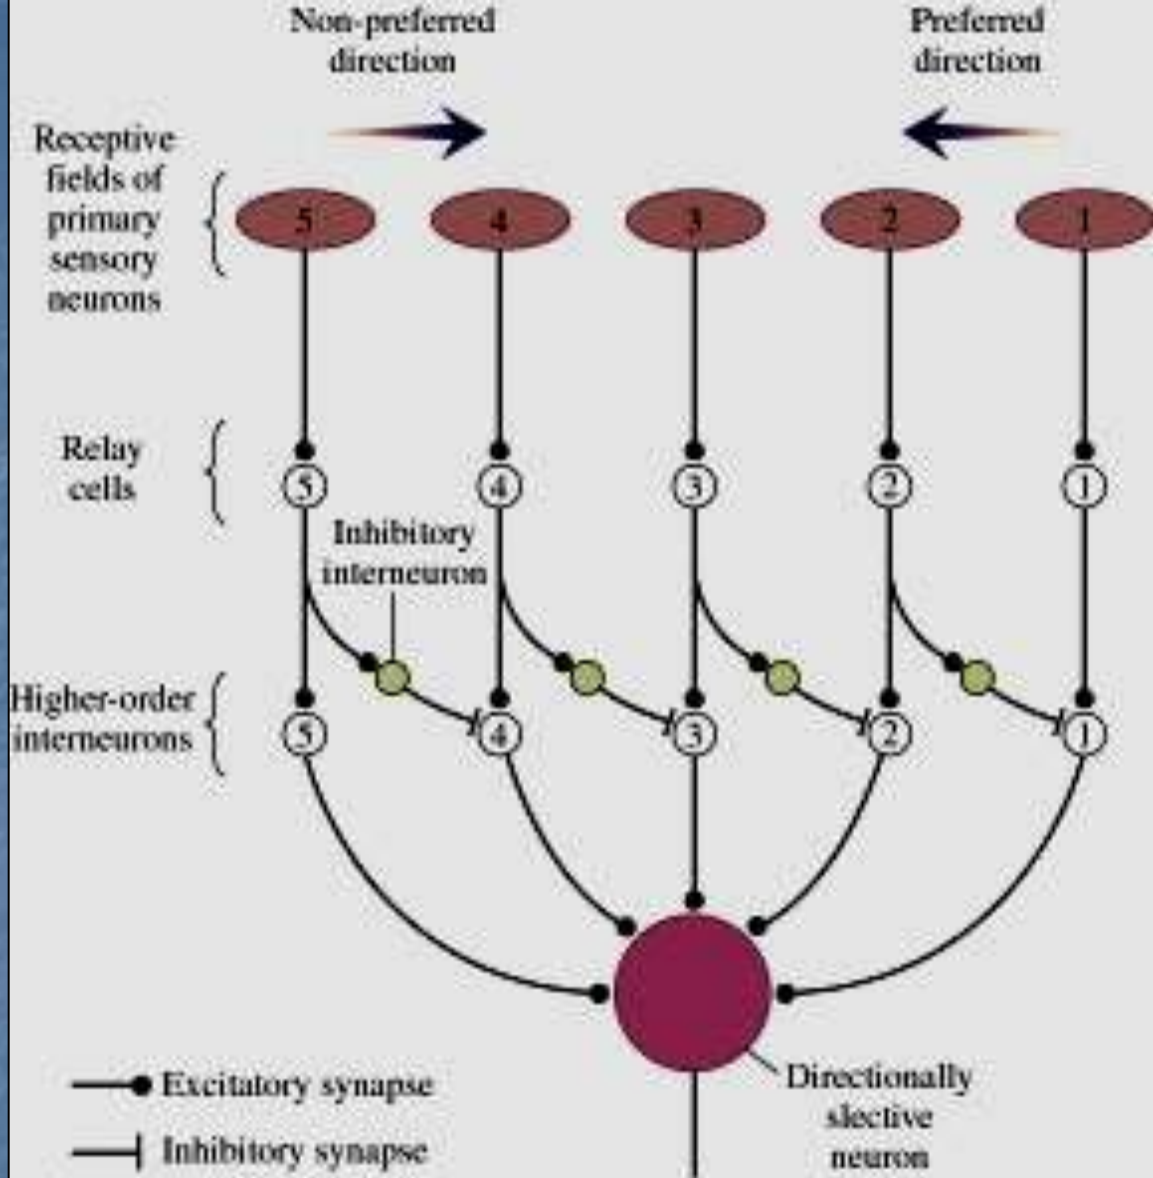 Non-preferred
direction
Preferred
direction
Receptive
fields of
primary
sensory
neurons
5
4
3
2
1
Relay
cells
5
4
3
2
1
Inhibitory
interneuron
Higher-order
interneurons
5
4
3
2
1
Excitatory synapse
Inhibitory synapse
Directionally
slective
neuron